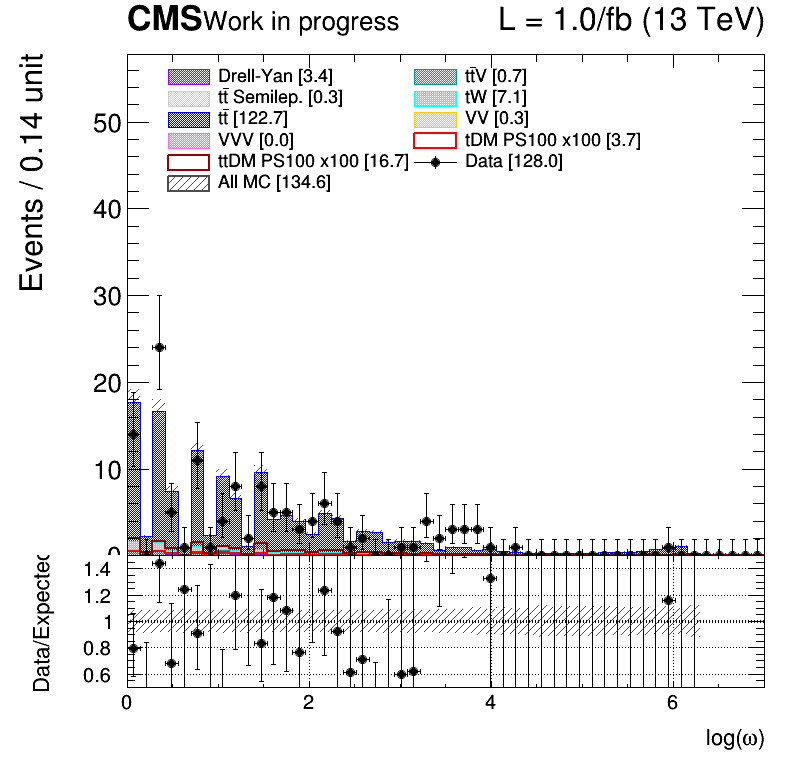 CMS Work in progress L = 1.0/fb (13 TeV)
Drell-Yan [3.4] tt̄V [0.7]
tt̄ Semilep. [0.3] tW [7.1]
tt̄ [122.7] VV [0.3]
VVV [0.0] tDM PS100 x100 [3.7]
ttDM PS100 x100 [16.7] Data [128.0]
All MC [134.6]
Events / 0.14 unit
50
40
30
20
10
0
Data/Expected
1.4
1.2
1
0.8
0.6
0 2 4 6
log(ω)